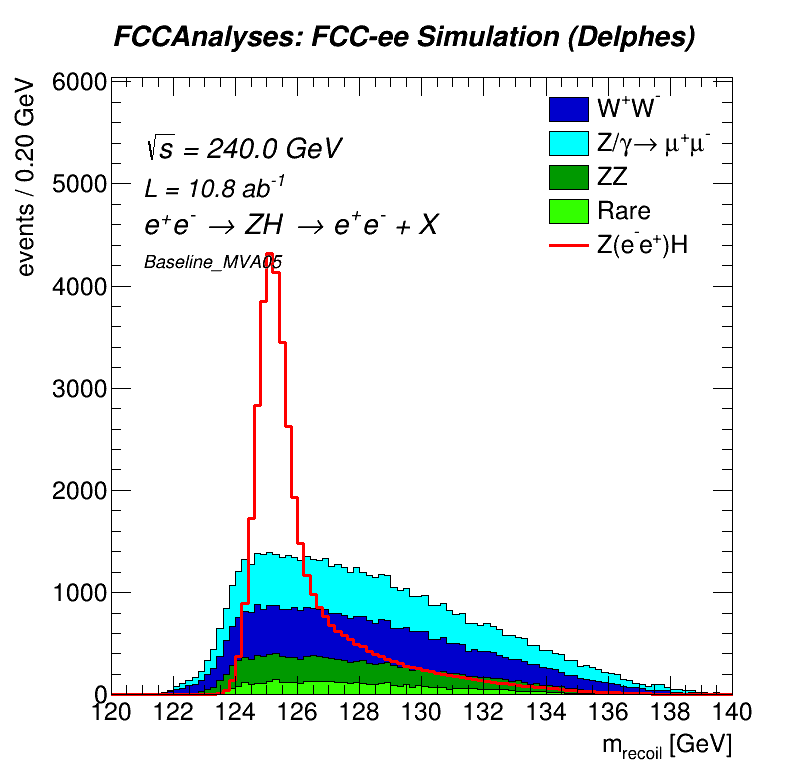 FCCAnalyses: FCC-ee Simulation (Delphes)
events / 0.20 GeV
6000
5000
4000
3000
2000
1000
0
√s = 240.0 GeV
L = 10.8 ab⁻¹
e⁺e⁻ → ZH → e⁺e⁻ + X
Baseline_MVA05
W⁺W⁻
Z/γ→ μ⁺μ⁻
ZZ
Rare
Z(e⁻e⁺)H
120 122 124 126 128 130 132 134 136 138 140
m_recoil [GeV]